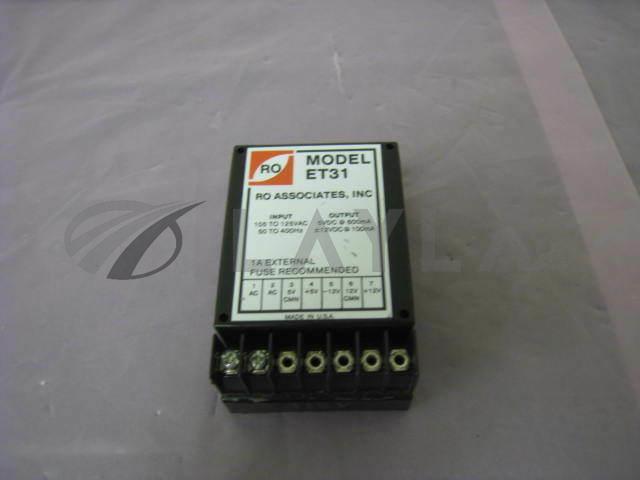 RO
MODEL
ET31
RO ASSOCIATES, INC
INPUT OUTPUT
105 TO 125VAC 5VDC @ 500mA
50 TO 400Hz ±12VDC @ 100mA
1A EXTERNAL
FUSE RECOMMENDED
1 2 3 4 5 6 7
AC AC 5V +5V -12V 12V +12V
CMN CMN
MADE IN U.S.A.